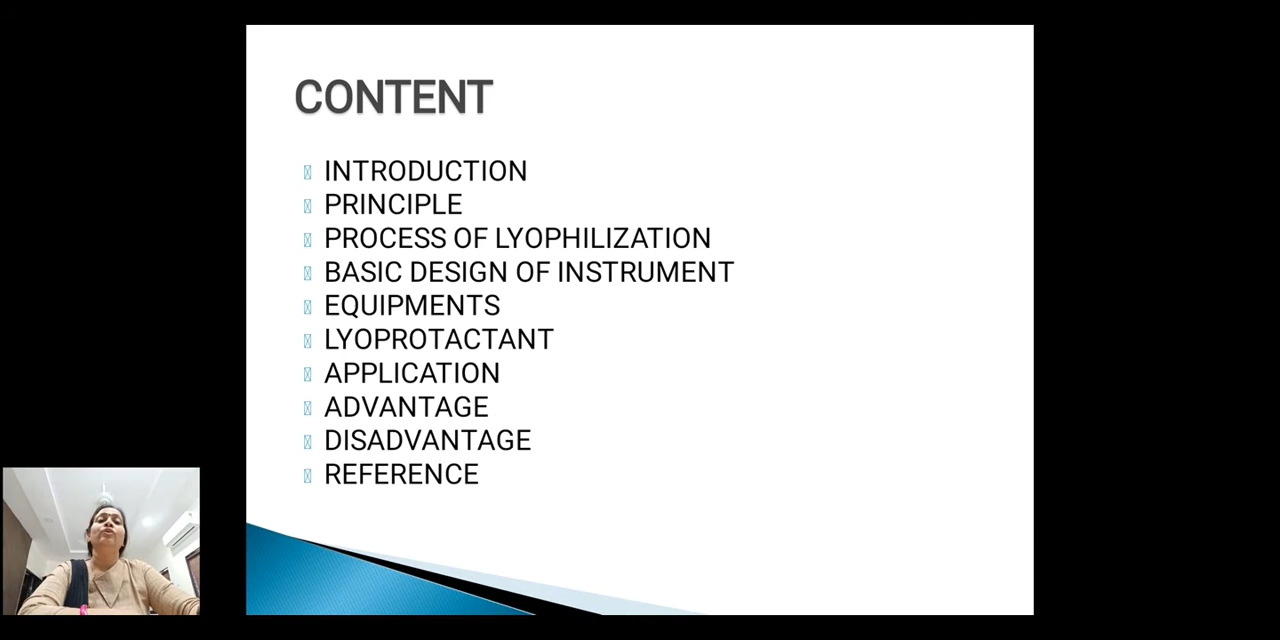 CONTENT
INTRODUCTION
PRINCIPLE
PROCESS OF LYOPHILIZATION
BASIC DESIGN OF INSTRUMENT
EQUIPMENTS
LYOPROTACTANT
APPLICATION
ADVANTAGE
DISADVANTAGE
REFERENCE